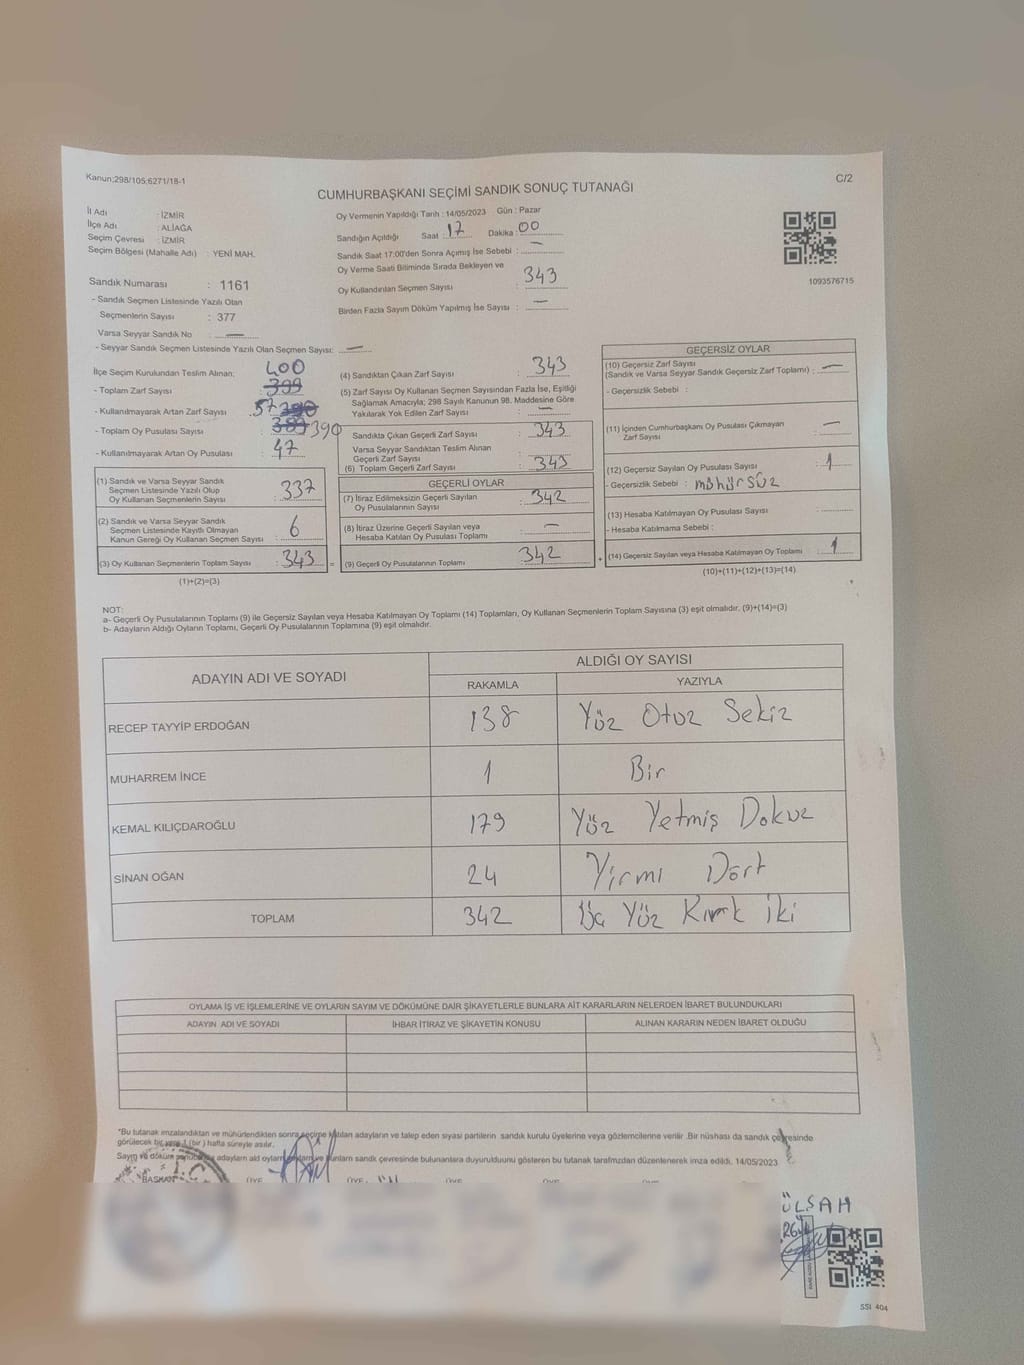 Kanun:298/105;6271/18-1
C/2
CUMHURBAŞKANI SEÇİMİ SANDIK SONUÇ TUTANAĞI
İl Adı : İZMİR
İlçe Adı : ALİAĞA
Seçim Çevresi : İZMİR
Seçim Bölgesi (Mahalle Adı) : YENİ MAH.
Sandık Numarası : 1161
- Sandık Seçmen Listesinde Yazılı Olan
Seçmenlerin Sayısı : 377
Varsa Seyyar Sandık No : —
- Seyyar Sandık Seçmen Listesinde Yazılı Olan Seçmen Sayısı: —
Oy Vermenin Yapıldığı Tarih : 14/05/2023 Gün : Pazar
Sandığın Açıldığı Saat : 17 Dakika : 00
Sandık Saat 17:00'den Sonra Açımış İse Sebebi : —
Oy Verme Saati Bitiminde Sırada Bekleyen ve
Oy Kullandırılan Seçmen Sayısı : 343
Birden Fazla Sayım Döküm Yapılmış İse Sayısı : —
1093576715
İlçe Seçim Kurulundan Teslim Alınan: 400
- Toplam Zarf Sayısı 399
- Kullanılmayarak Artan Zarf Sayısı : 57
- Toplam Oy Pusulası Sayısı : 389 390
- Kullanılmayarak Artan Oy Pusulası : 47
(1) Sandık ve Varsa Seyyar Sandık
Seçmen Listesinde Yazılı Olup
Oy Kullanan Seçmenlerin Sayısı : 337
(2) Sandık ve Varsa Seyyar Sandık
Seçmen Listesinde Kayıtlı Olmayan
Kanun Gereği Oy Kullanan Seçmen Sayısı : 6
(3) Oy Kullanan Seçmenlerin Toplam Sayısı : 343 =
(1)+(2)=(3)
(4) Sandıktan Çıkan Zarf Sayısı : 343
(5) Zarf Sayısı Oy Kullanan Seçmen Sayısından Fazla İse, Eşitliği
Sağlamak Amacıyla; 298 Sayılı Kanunun 98. Maddesine Göre
Yakılarak Yok Edilen Zarf Sayısı : —
Sandıkta Çıkan Geçerli Zarf Sayısı : 343
Varsa Seyyar Sandıktan Teslim Alınan
Geçerli Zarf Sayısı
(6) Toplam Geçerli Zarf Sayısı : 343
GEÇERLİ OYLAR
(7) İtiraz Edilmeksizin Geçerli Sayılan
Oy Pusulalarının Sayısı : 342
(8) İtiraz Üzerine Geçerli Sayılan veya
Hesaba Katılan Oy Pusulası Toplamı : —
(9) Geçerli Oy Pusulalarının Toplamı : 342 +
GEÇERSİZ OYLAR
(10) Geçersiz Zarf Sayısı
(Sandık ve Varsa Seyyar Sandık Geçersiz Zarf Toplamı) : —
- Geçersizlik Sebebi :
(11) İçinden Cumhurbaşkanı Oy Pusulası Çıkmayan
Zarf Sayısı : —
(12) Geçersiz Sayılan Oy Pusulası Sayısı : 1
- Geçersizlik Sebebi : mühürsüz
(13) Hesaba Katılmayan Oy Pusulası Sayısı :
- Hesaba Katılmama Sebebi :
(14) Geçersiz Sayılan veya Hesaba Katılmayan Oy Toplamı : 1
(10)+(11)+(12)+(13)=(14)
NOT:
a- Geçerli Oy Pusulalarının Toplamı (9) ile Geçersiz Sayılan veya Hesaba Katılmayan Oy Toplamı (14) Toplamları, Oy Kullanan Seçmenlerin Toplam Sayısına (3) eşit olmalıdır. (9)+(14)=(3)
b- Adayların Aldığı Oyların Toplamı, Geçerli Oy Pusulalarının Toplamına (9) eşit olmalıdır.
ADAYIN ADI VE SOYADI ALDIĞI OY SAYISI
RAKAMLA YAZIYLA
RECEP TAYYİP ERDOĞAN 138 Yüz Otuz Sekiz
MUHARREM İNCE 1 Bir
KEMAL KILIÇDAROĞLU 179 Yüz Yetmiş Dokuz
SİNAN OĞAN 24 Yirmi Dört
TOPLAM 342 Üç Yüz Kırk İki
OYLAMA İŞ VE İŞLEMLERİNE VE OYLARIN SAYIM VE DÖKÜMÜNE DAİR ŞİKAYETLERLE BUNLARA AİT KARARLARIN NELERDEN İBARET BULUNDUKLARI
ADAYIN ADI VE SOYADI İHBAR İTİRAZ VE ŞİKAYETİN KONUSU ALINAN KARARIN NEDEN İBARET OLDUĞU
*Bu tutanak imzalandıktan ve mühürlendikten sonra seçime katılan adayların ve talep eden siyasi partilerin sandık kurulu üyelerine veya gözlemcilerine verilir. Bir nüshası da sandık çevresinde
görülecek bir yere 1 (bir) hafta süreyle asılır.
Sayım ve döküm adayların ald oyların ve bunların sandık çevresinde bulunanlara duyurulduunu gösteren bu tutanak tarafımzdan düzenlenerek imza edildi. 14/05/2023
BAŞKAN ÜYE ÜYE ÜYE ÜYE ÜYE
T.C.
ÜLSAH
SSI 404